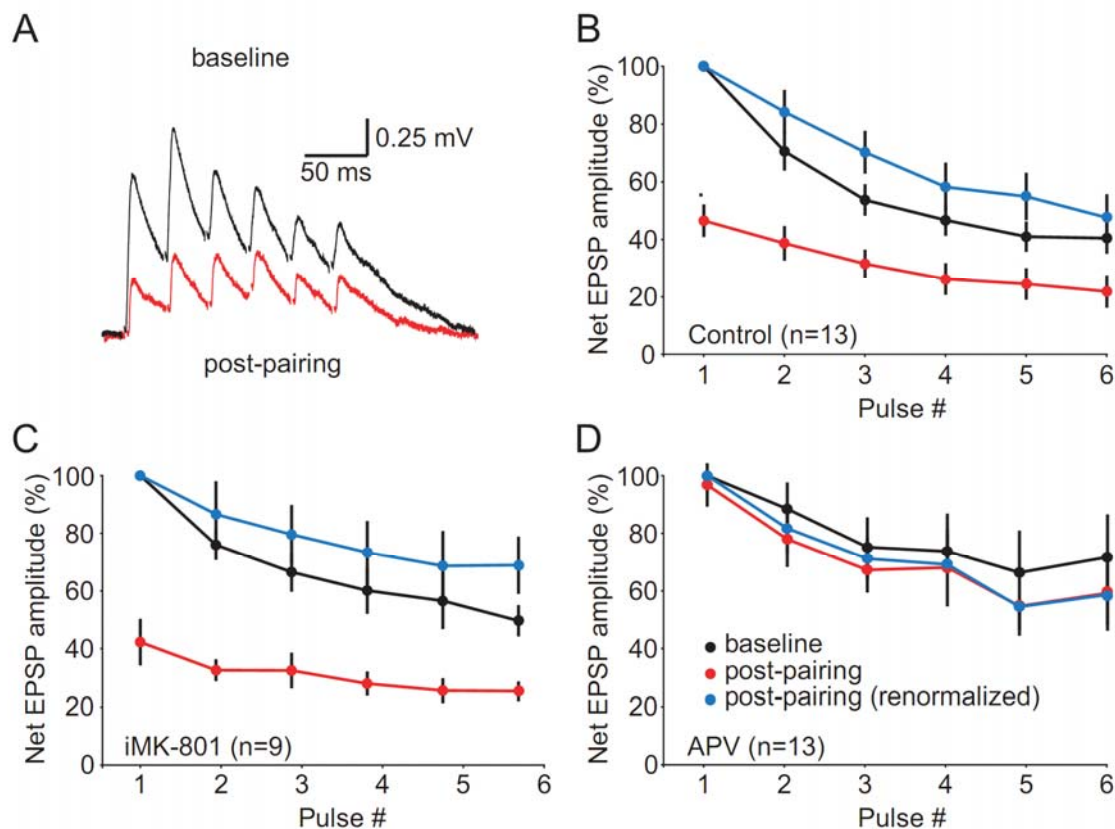 A
baseline
0.25 mV
50 ms
post-pairing
B
Net EPSP amplitude (%)
100
80
60
40
20
0
Control (n=13)
1 2 3 4 5 6
Pulse #
C
Net EPSP amplitude (%)
100
80
60
40
20
0
iMK-801 (n=9)
1 2 3 4 5 6
Pulse #
D
Net EPSP amplitude (%)
100
80
60
40
20
0
baseline
post-pairing
post-pairing (renormalized)
APV (n=13)
1 2 3 4 5 6
Pulse #